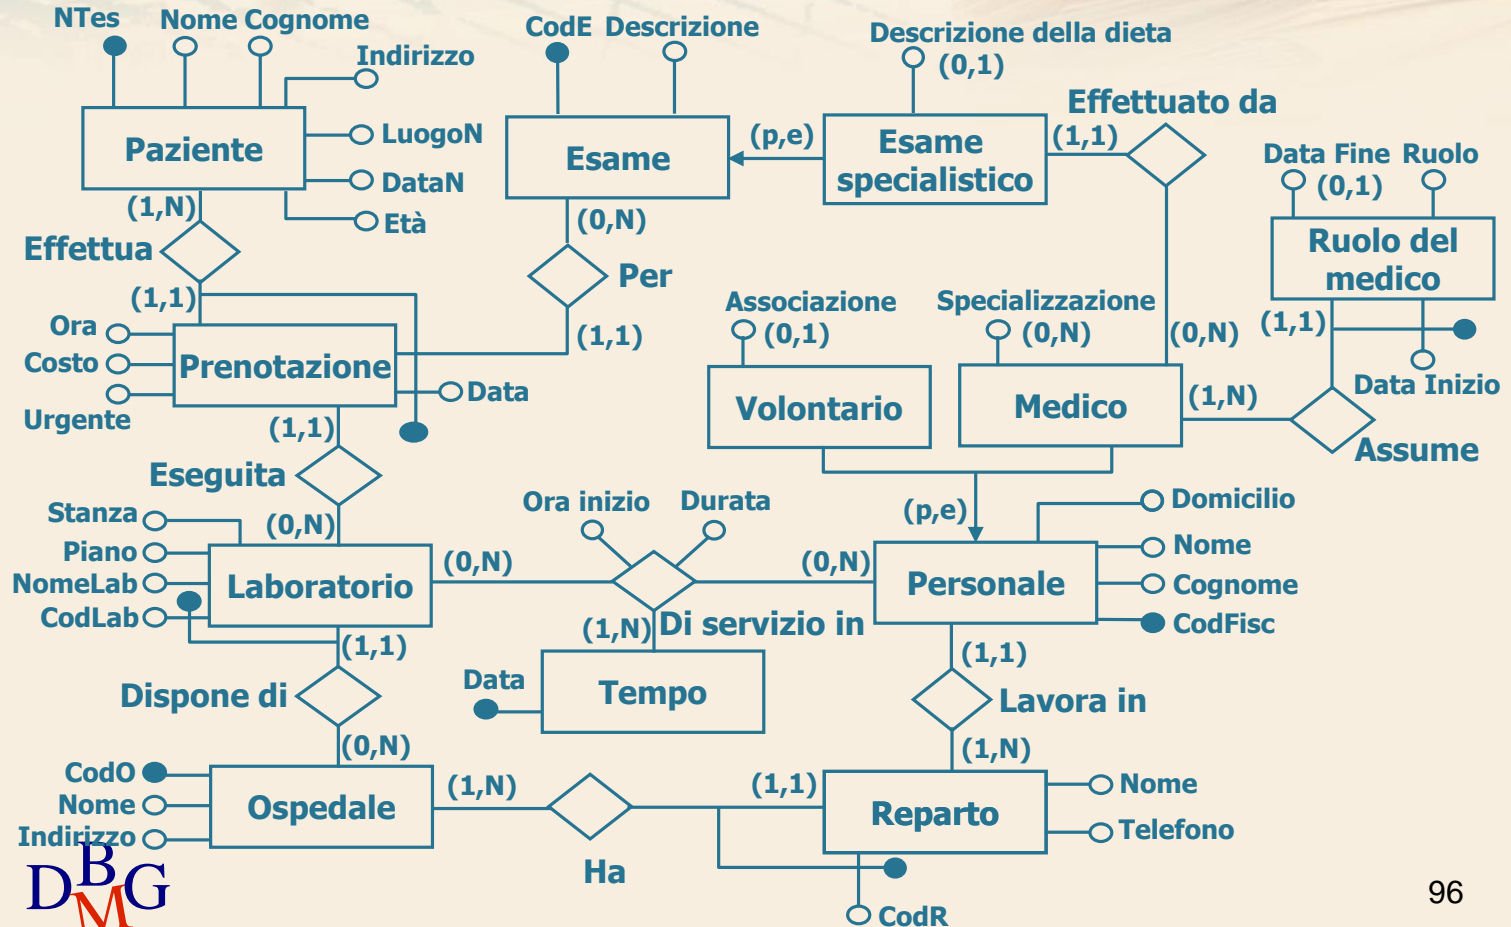 NTes
Nome Cognome
CodE Descrizione
Descrizione della dieta
(0,1)
Indirizzo
Effettuato da
Paziente
LuogoN
DataN
Età
Esame
(p,e)
Esame
specialistico
(1,1)
Data Fine Ruolo
(0,1)
Ruolo del
medico
(1,N)
Effettua
(1,1)
(0,N)
Per
(1,1)
Associazione
(0,1)
Specializzazione
(0,N)
(0,N)
(1,1)
Data Inizio
Ora
Costo
Urgente
Prenotazione
Data
Volontario
Medico
(1,N)
Assume
(1,1)
Eseguita
(0,N)
Stanza
Piano
NomeLab
CodLab
Laboratorio
(0,N)
Ora inizio
Durata
(0,N)
Di servizio in
(1,N)
(p,e)
Personale
Domicilio
Nome
Cognome
CodFisc
(1,1)
Dispone di
(0,N)
Data
Tempo
(1,1)
Lavora in
(1,N)
CodO
Nome
Indirizzo
Ospedale
(1,N)
Ha
(1,1)
Reparto
Nome
Telefono
CodR
DBMG
96